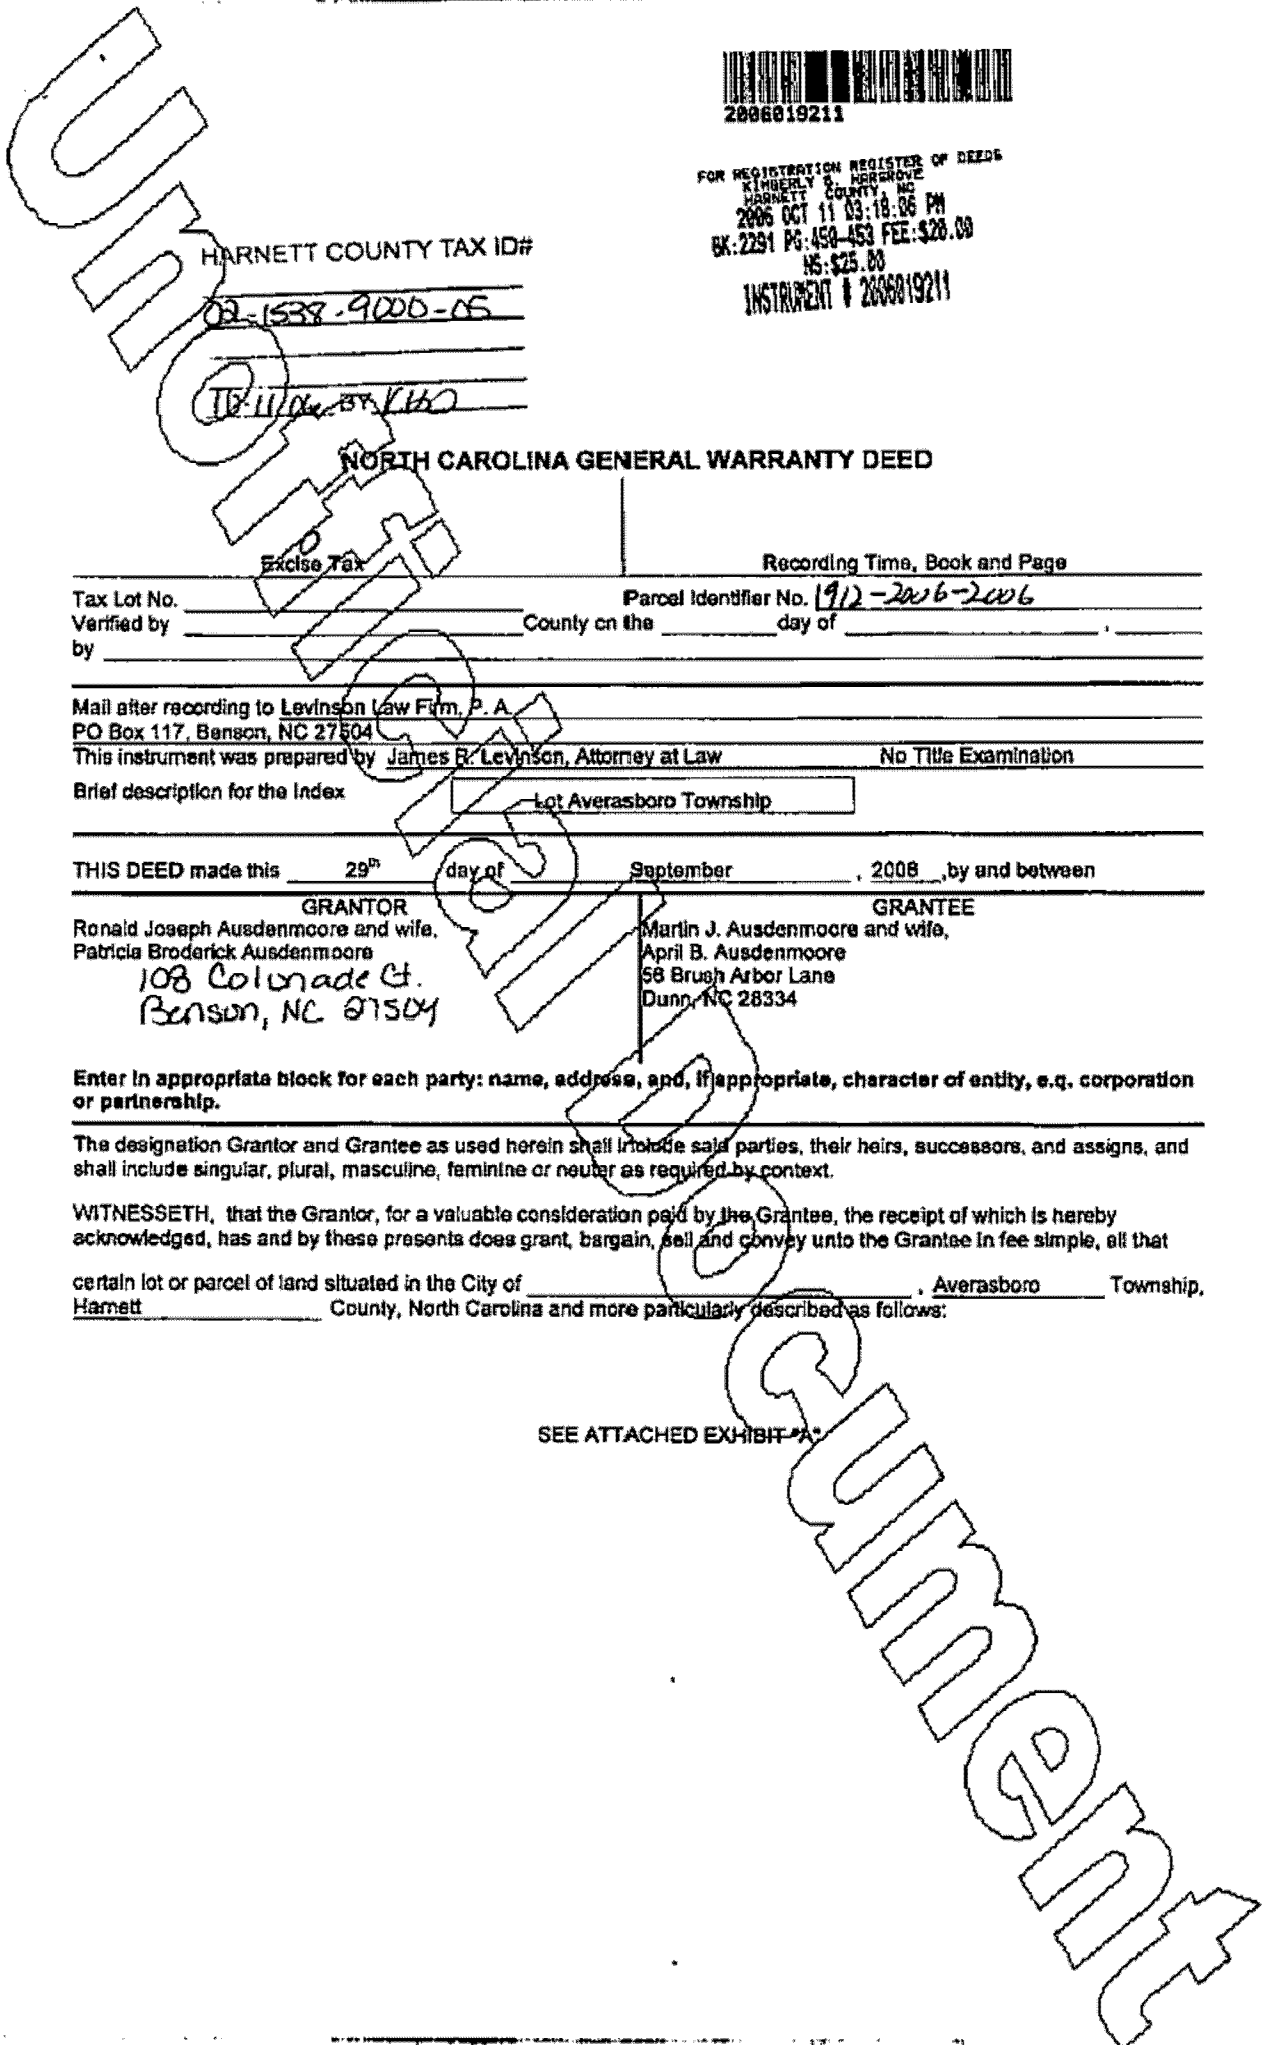 2006019211
FOR REGISTRATION REGISTER OF DEEDS
KIMBERLY S. HARGROVE
HARNETT COUNTY, NC
2006 OCT 11 03:18:06 PM
BK:2291 PG:450-453 FEE:$20.00
NS:$25.00
INSTRUMENT # 2006019211
HARNETT COUNTY TAX ID#
02-1538-9000-05
10-11-06 BY KHO
NORTH CAROLINA GENERAL WARRANTY DEED
0
Excise Tax Recording Time, Book and Page
Tax Lot No. Parcel Identifier No. 1912-2006-2006
Verified by County on the day of ,
by
Mail after recording to Levinson Law Firm, P. A.
PO Box 117, Benson, NC 27504
This instrument was prepared by James R. Levinson, Attorney at Law No Title Examination
Brief description for the Index Lot Averasboro Township
THIS DEED made this 29th day of September , 2006 ,by and between
GRANTOR GRANTEE
Ronald Joseph Ausdenmoore and wife, Martin J. Ausdenmoore and wife,
Patricia Broderick Ausdenmoore April B. Ausdenmoore
108 Colonade Ct. 56 Brush Arbor Lane
Benson, NC 27504 Dunn, NC 28334
Enter in appropriate block for each party: name, address, and, if appropriate, character of entity, e.q. corporation
or partnership.
The designation Grantor and Grantee as used herein shall include said parties, their heirs, successors, and assigns, and
shall include singular, plural, masculine, feminine or neuter as required by context.
WITNESSETH, that the Grantor, for a valuable consideration paid by the Grantee, the receipt of which is hereby
acknowledged, has and by these presents does grant, bargain, sell and convey unto the Grantee in fee simple, all that
certain lot or parcel of land situated in the City of , Averasboro Township,
Harnett County, North Carolina and more particularly described as follows:
SEE ATTACHED EXHIBIT "A"
Unofficial Document